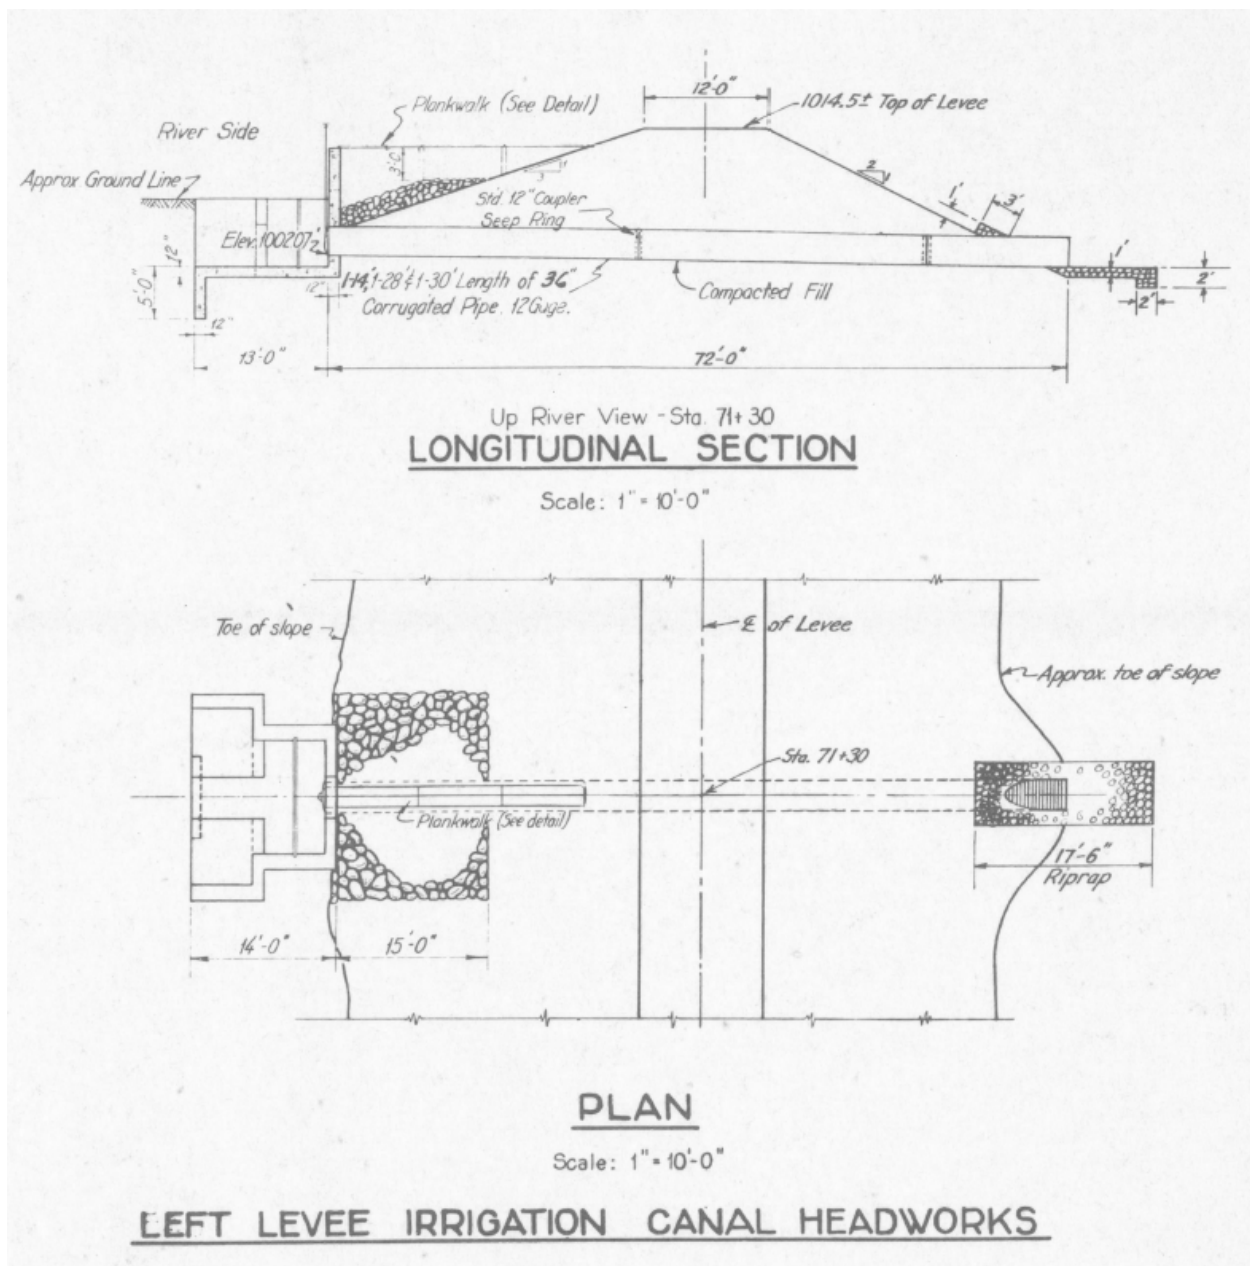 12'-0"
Plankwalk (See Detail)
1014.5± Top of Levee
River Side
3'-0"
1
3
2
1
Approx. Ground Line
Std. 12" Coupler
Seep Ring
1'
3'
Elev. 1002.07
2'
12"
5'-0"
12"
12"
1-14', 1-28' & 1-30' Length of 36"
Corrugated Pipe. 12 Guge.
Compacted Fill
1'
2'
2'
13'-0"
72'-0"
Up River View - Sta. 71+30
LONGITUDINAL SECTION
Scale: 1" = 10'-0"
Toe of slope
℄ of Levee
Approx. toe of slope
Sta. 71+30
Plankwalk (See detail)
17'-6"
Riprap
14'-0"
15'-0"
PLAN
Scale: 1" = 10'-0"
LEFT LEVEE IRRIGATION CANAL HEADWORKS